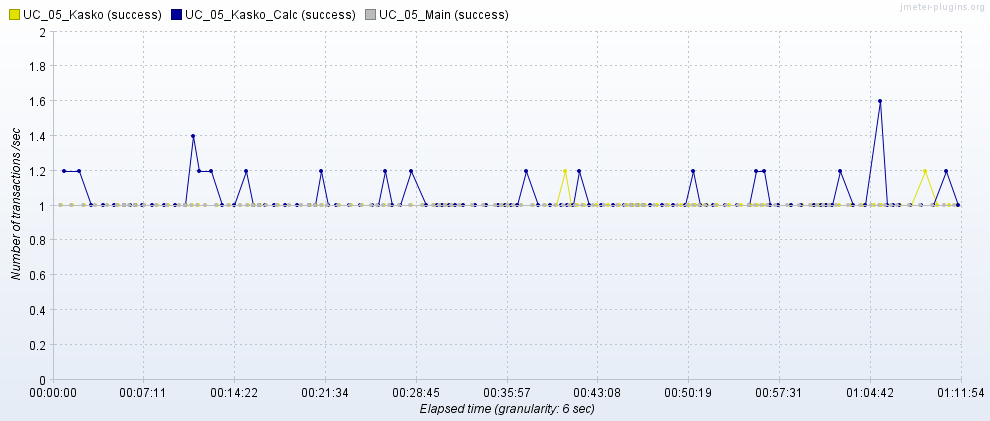 UC_05_Kasko (success) UC_05_Kasko_Calc (success) UC_05_Main (success)
jmeter-plugins.org
2
1.8
1.6
1.4
1.2
1
0.8
0.6
0.4
0.2
0
Number of transactions /sec
00:00:00 00:07:11 00:14:22 00:21:34 00:28:45 00:35:57 00:43:08 00:50:19 00:57:31 01:04:42 01:11:54
Elapsed time (granularity: 6 sec)